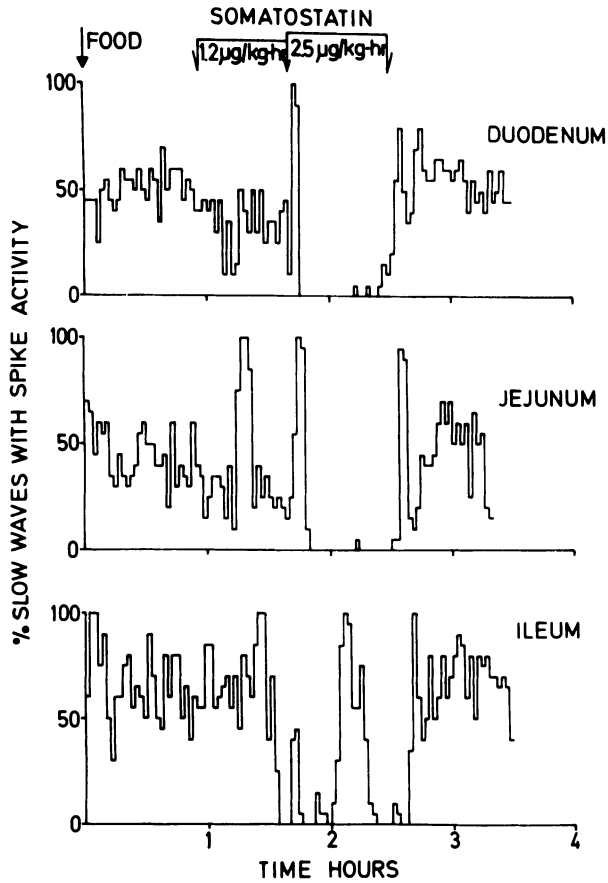 SOMATOSTATIN
FOOD
1.2µg/kg-hr 2.5µg/kg-hr
100
DUODENUM
50
0
100
JEJUNUM
50
0
100
ILEUM
50
0
1 2 3 4
TIME HOURS
% SLOW WAVES WITH SPIKE ACTIVITY